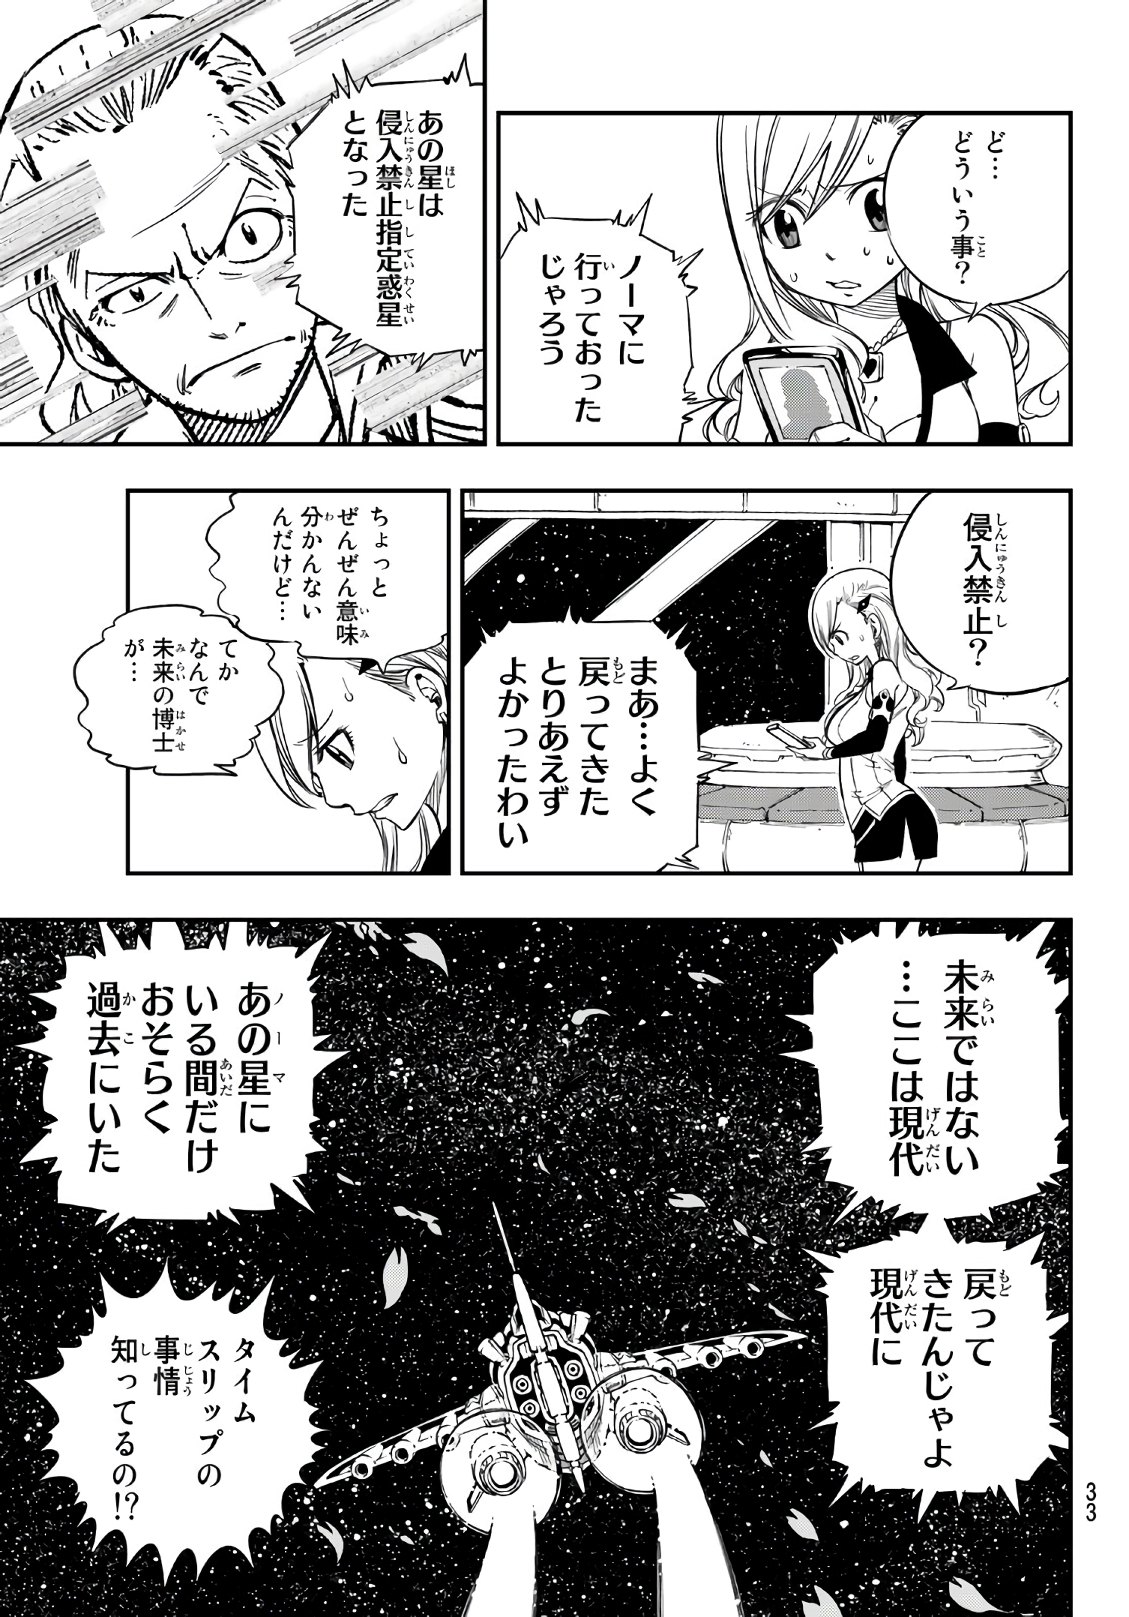 ど…
どういう事？
ノーマに
行っておった
じゃろう
あの星は
侵入禁止指定惑星
となった
侵入禁止？
まあ…よく
戻ってきた
とりあえず
よかったわい
ちょっと
ぜんぜん意味
分かんない
んだけど…
てか
なんで
未来の博士
が…
未来ではない
…ここは現代
戻って
きたんじゃよ
現代に
あの星に
いる間だけ
おそらく
過去にいた
タイム
スリップの
事情
知ってるの!?
33